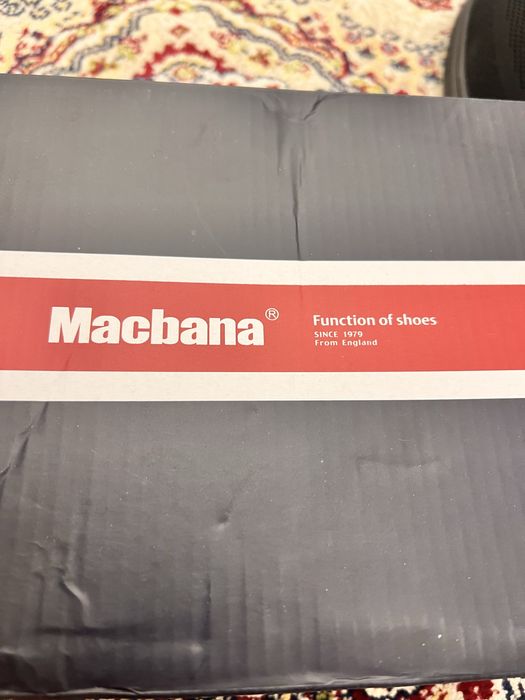 Macbana®
Function of shoes
SINCE 1979
From England